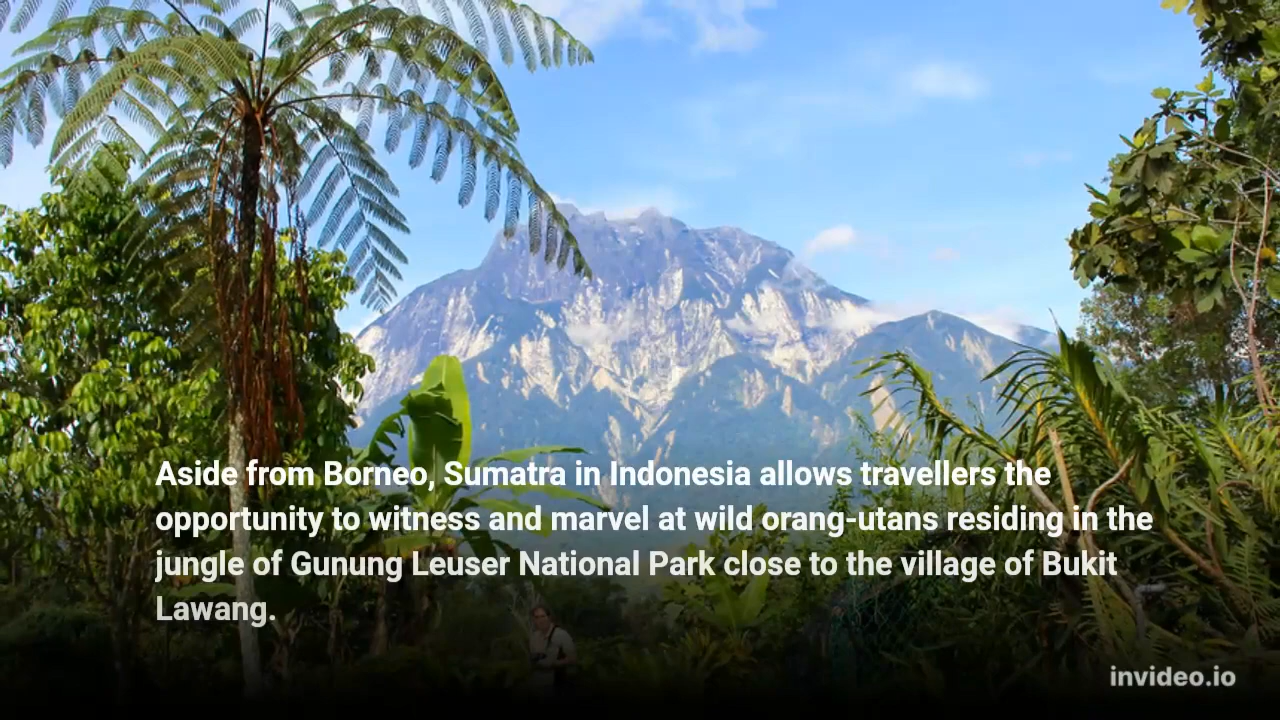 Aside from Borneo, Sumatra in Indonesia allows travellers the
opportunity to witness and marvel at wild orang-utans residing in the
jungle of Gunung Leuser National Park close to the village of Bukit
Lawang.
invideo.io